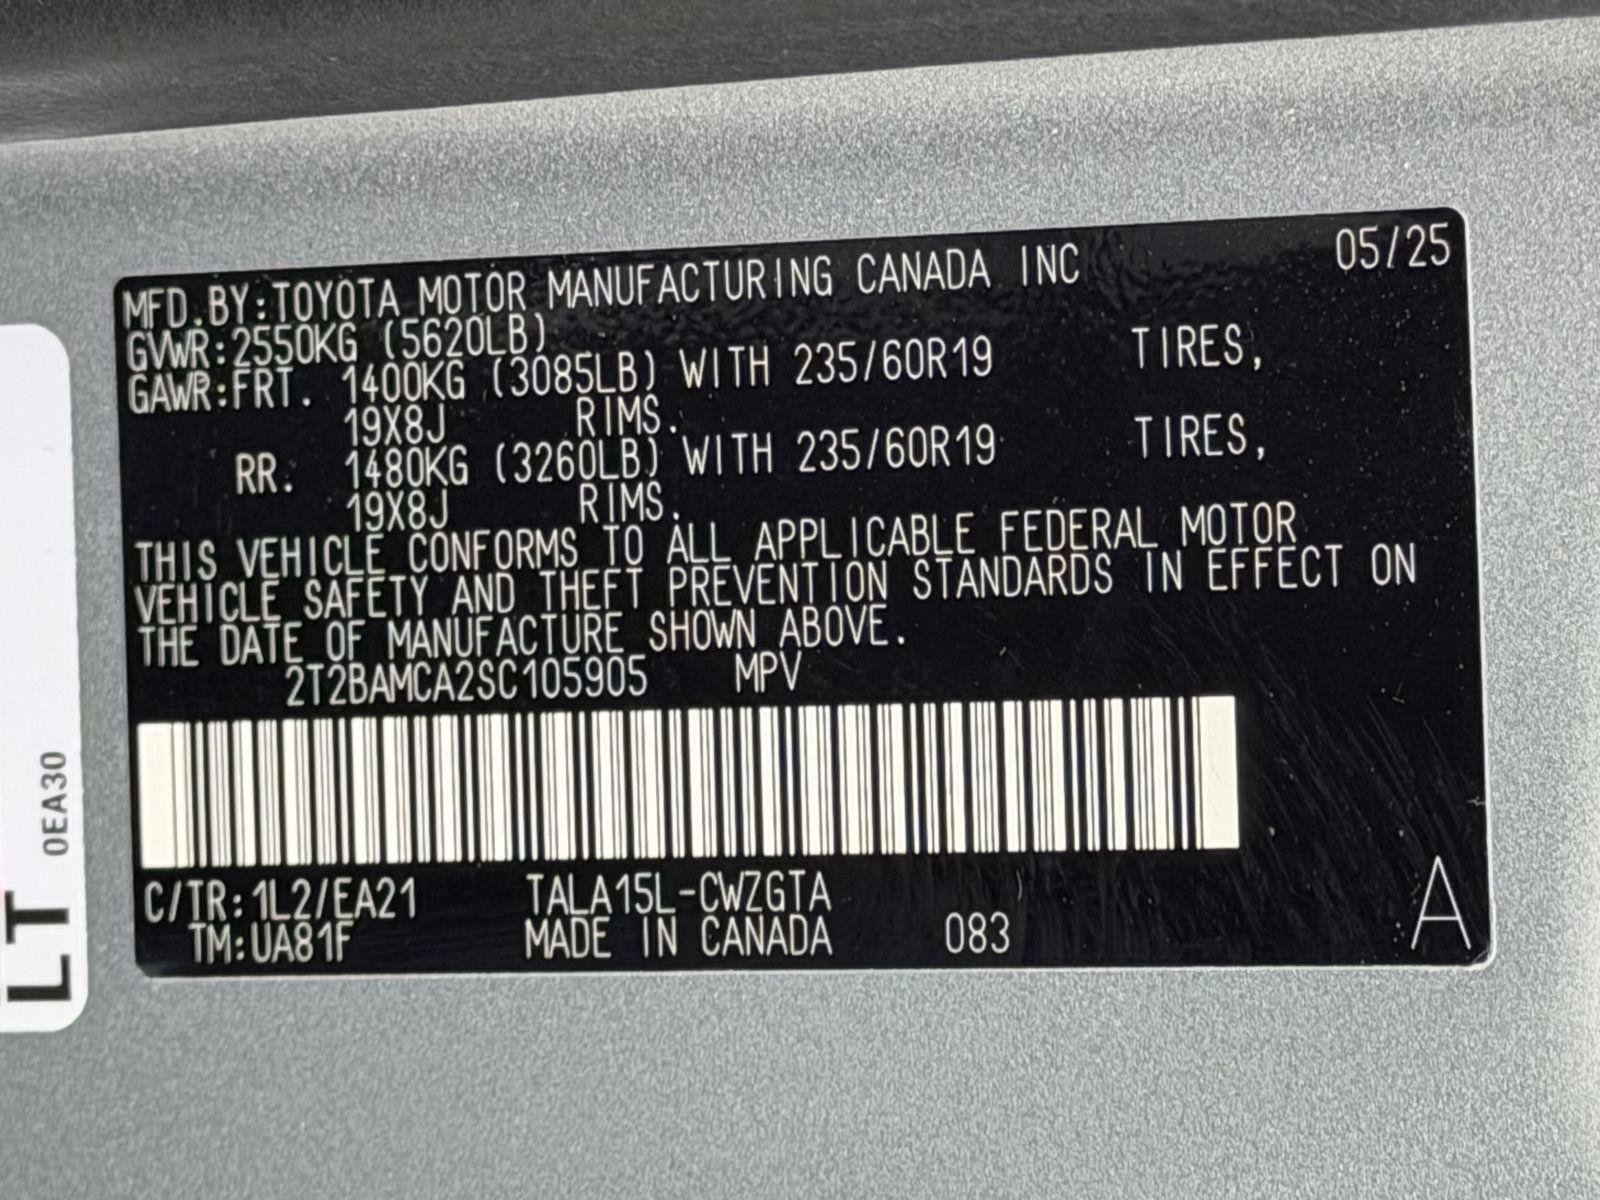 MFD.BY:TOYOTA MOTOR MANUFACTURING CANADA INC 05/25
GVWR:2550KG (5620LB)
GAWR:FRT. 1400KG (3085LB) WITH 235/60R19 TIRES,
19X8J RIMS.
RR. 1480KG (3260LB) WITH 235/60R19 TIRES,
19X8J RIMS.
THIS VEHICLE CONFORMS TO ALL APPLICABLE FEDERAL MOTOR
VEHICLE SAFETY AND THEFT PREVENTION STANDARDS IN EFFECT ON
THE DATE OF MANUFACTURE SHOWN ABOVE.
2T2BAMCA2SC105905 MPV
C/TR:1L2/EA21 TALA15L-CWZGTA
TM:UA81F MADE IN CANADA 083 A
0EA30
LT